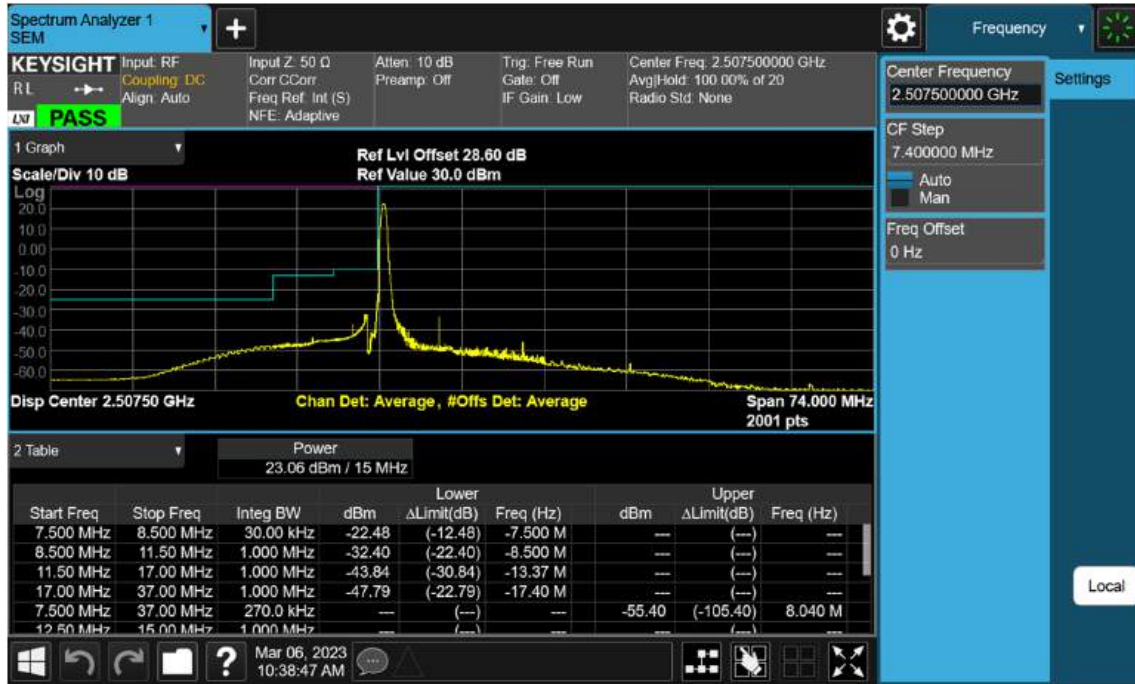 Spectrum Analyzer 1
SEM
Frequency
KEYSIGHT
R L
LXI
PASS
Input: RF
Coupling: DC
Align: Auto
Input Z: 50 Ω
Corr CCorr
Freq Ref: Int (S)
NFE: Adaptive
Atten: 10 dB
Preamp: Off
Trig: Free Run
Gate: Off
IF Gain: Low
Center Freq: 2.507500000 GHz
Avg|Hold: 100.00% of 20
Radio Std: None
Center Frequency
2.507500000 GHz
Settings
CF Step
7.400000 MHz
Auto
Man
Freq Offset
0 Hz
1 Graph
Ref Lvl Offset 28.60 dB
Scale/Div 10 dB
Ref Value 30.0 dBm
Log
20.0
10.0
0.00
-10.0
-20.0
-30.0
-40.0
-50.0
-60.0
Disp Center 2.50750 GHz
Chan Det: Average, #Offs Det: Average
Span 74.000 MHz
2001 pts
2 Table
Power
23.06 dBm / 15 MHz
Lower Upper
Start Freq Stop Freq Integ BW dBm ΔLimit(dB) Freq (Hz) dBm ΔLimit(dB) Freq (Hz)
7.500 MHz 8.500 MHz 30.00 kHz -22.48 (-12.48) -7.500 M --- (---) ---
8.500 MHz 11.50 MHz 1.000 MHz -32.40 (-22.40) -8.500 M --- (---) ---
11.50 MHz 17.00 MHz 1.000 MHz -43.84 (-30.84) -13.37 M --- (---) ---
17.00 MHz 37.00 MHz 1.000 MHz -47.79 (-22.79) -17.40 M --- (---) ---
7.500 MHz 37.00 MHz 270.0 kHz --- (---) --- -55.40 (-105.40) 8.040 M
12.50 MHz 15.00 MHz 1.000 MHz --- (---) --- --- (---) ---
Local
?
Mar 06, 2023
10:38:47 AM